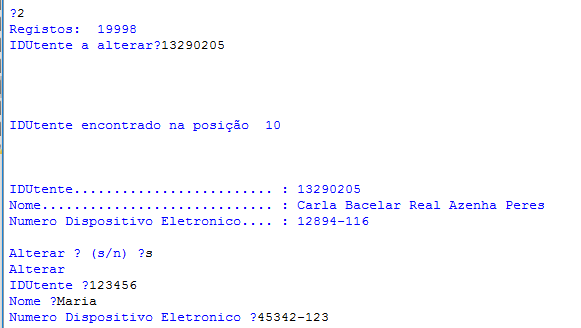 ?2
Registos:  19998
IDUtente a alterar?13290205
IDUtente encontrado na posição  10
IDUtente......................... : 13290205
Nome............................. : Carla Bacelar Real Azenha Peres
Numero Dispositivo Eletronico.... : 12894-116
Alterar ? (s/n) ?s
Alterar
IDUtente ?123456
Nome ?Maria
Numero Dispositivo Eletronico ?45342-123